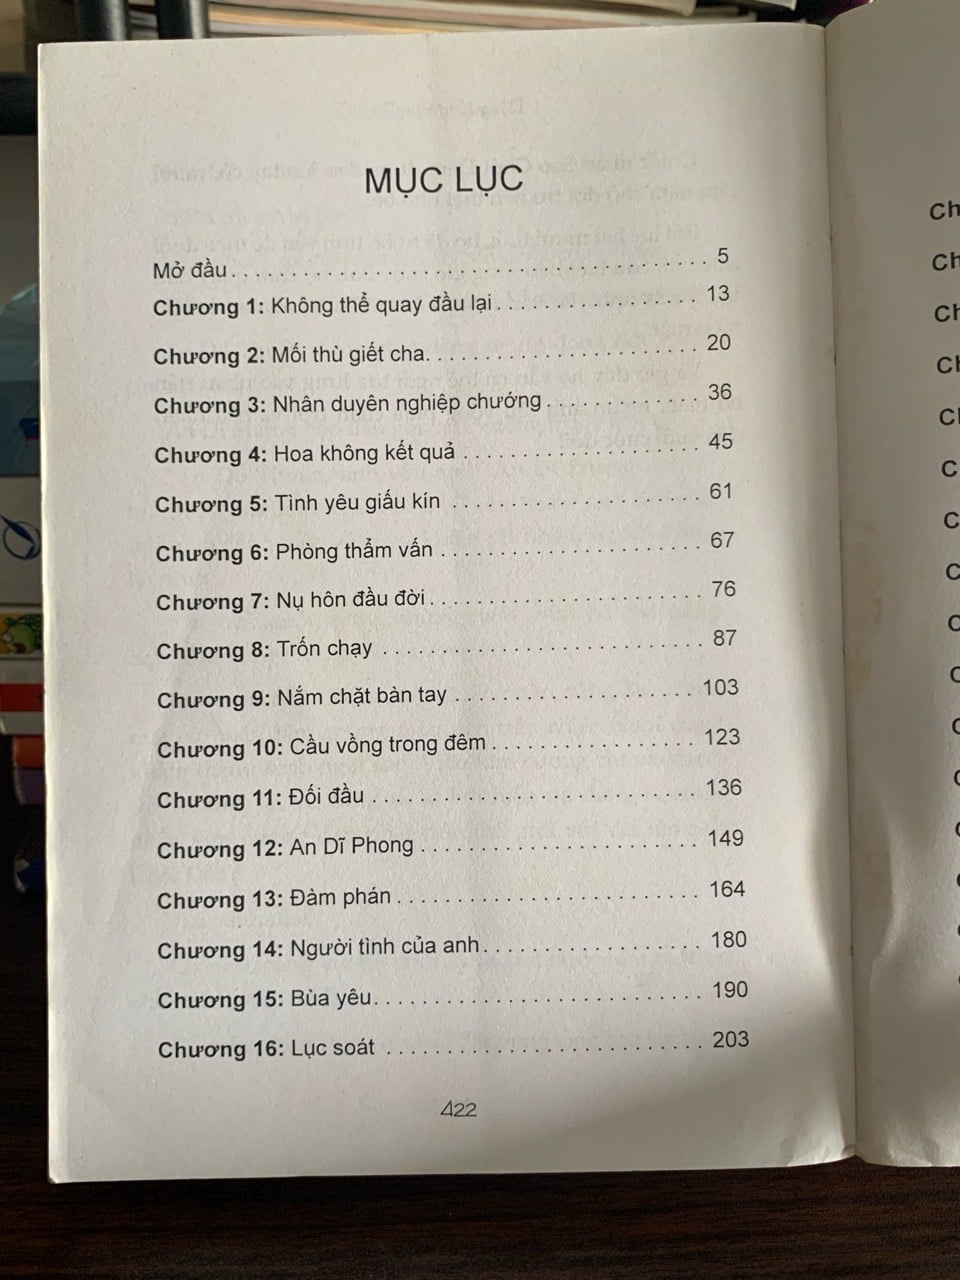 MỤC LỤC
Mở đầu. . . . . . . . . . . . . . . . . . . . . . . . . . . . . . . . . 5
Chương 1: Không thể quay đầu lại. . . . . . . . . . . . . . 13
Chương 2: Mối thù giết cha. . . . . . . . . . . . . . . . . . . 20
Chương 3: Nhân duyên nghiệp chướng . . . . . . . . . . . 36
Chương 4: Hoa không kết quả . . . . . . . . . . . . . . . . . 45
Chương 5: Tình yêu giấu kín . . . . . . . . . . . . . . . . . . 61
Chương 6: Phòng thẩm vấn . . . . . . . . . . . . . . . . . . 67
Chương 7: Nụ hôn đầu đời. . . . . . . . . . . . . . . . . . . 76
Chương 8: Trốn chạy . . . . . . . . . . . . . . . . . . . . . . 87
Chương 9: Nắm chặt bàn tay . . . . . . . . . . . . . . . . . 103
Chương 10: Cầu vồng trong đêm . . . . . . . . . . . . . . 123
Chương 11: Đối đầu . . . . . . . . . . . . . . . . . . . . . . . 136
Chương 12: An Dĩ Phong . . . . . . . . . . . . . . . . . . . 149
Chương 13: Đàm phán . . . . . . . . . . . . . . . . . . . . . 164
Chương 14: Người tình của anh. . . . . . . . . . . . . . . 180
Chương 15: Bùa yêu. . . . . . . . . . . . . . . . . . . . . . . 190
Chương 16: Lục soát . . . . . . . . . . . . . . . . . . . . . . 203
422